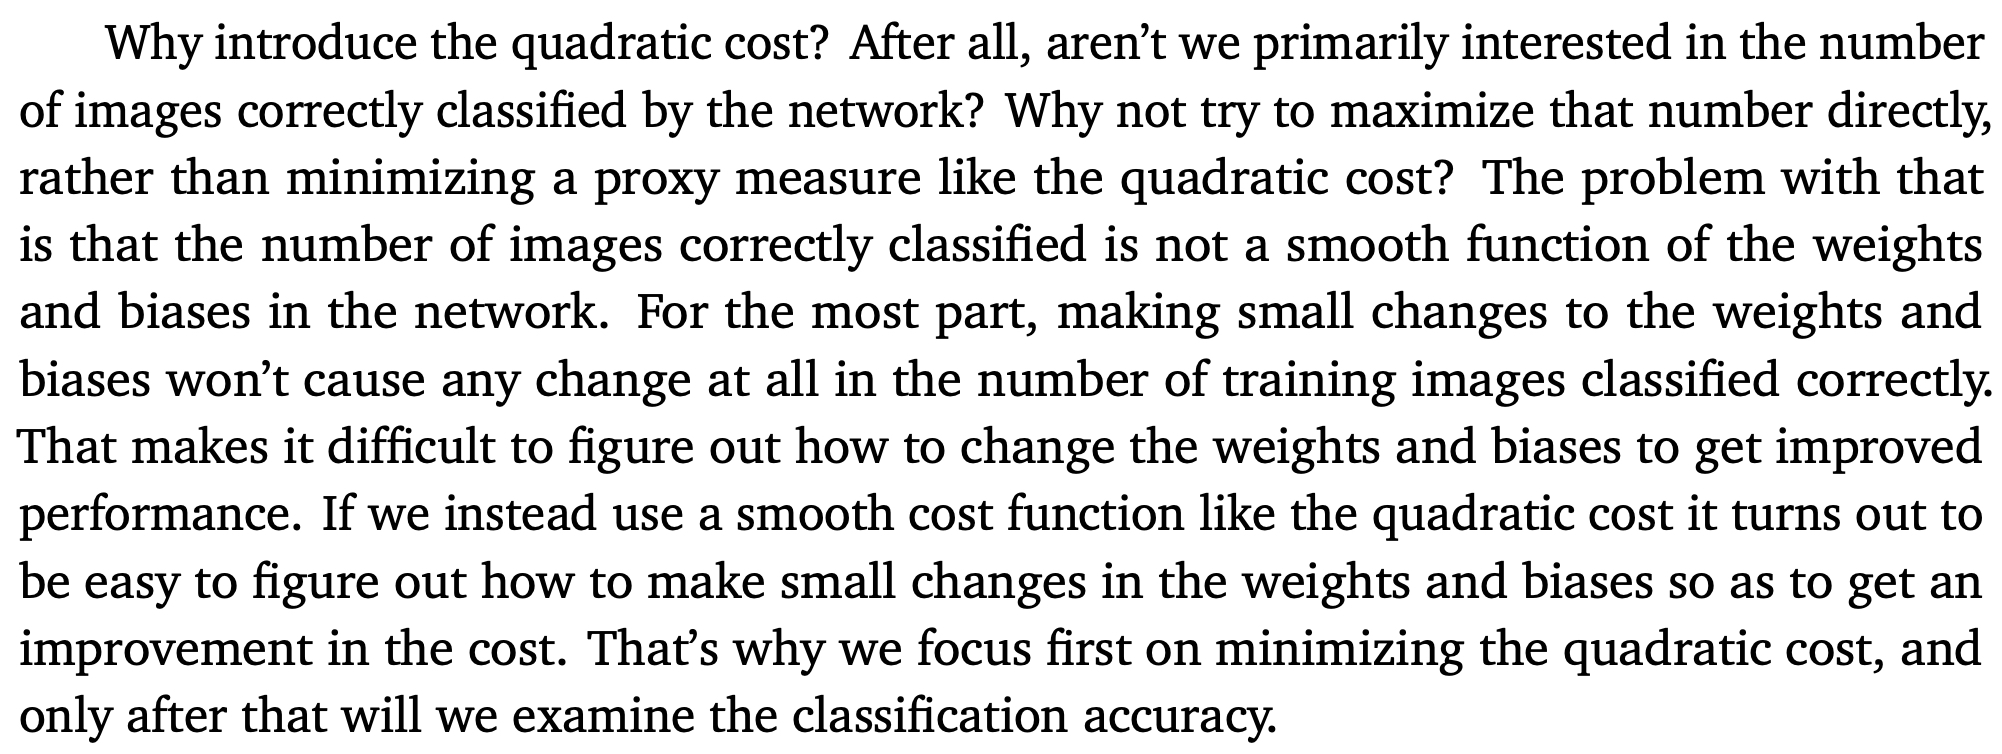 Why introduce the quadratic cost? After all, aren’t we primarily interested in the number
of images correctly classified by the network? Why not try to maximize that number directly,
rather than minimizing a proxy measure like the quadratic cost? The problem with that
is that the number of images correctly classified is not a smooth function of the weights
and biases in the network. For the most part, making small changes to the weights and
biases won’t cause any change at all in the number of training images classified correctly.
That makes it difficult to figure out how to change the weights and biases to get improved
performance. If we instead use a smooth cost function like the quadratic cost it turns out to
be easy to figure out how to make small changes in the weights and biases so as to get an
improvement in the cost. That’s why we focus first on minimizing the quadratic cost, and
only after that will we examine the classification accuracy.